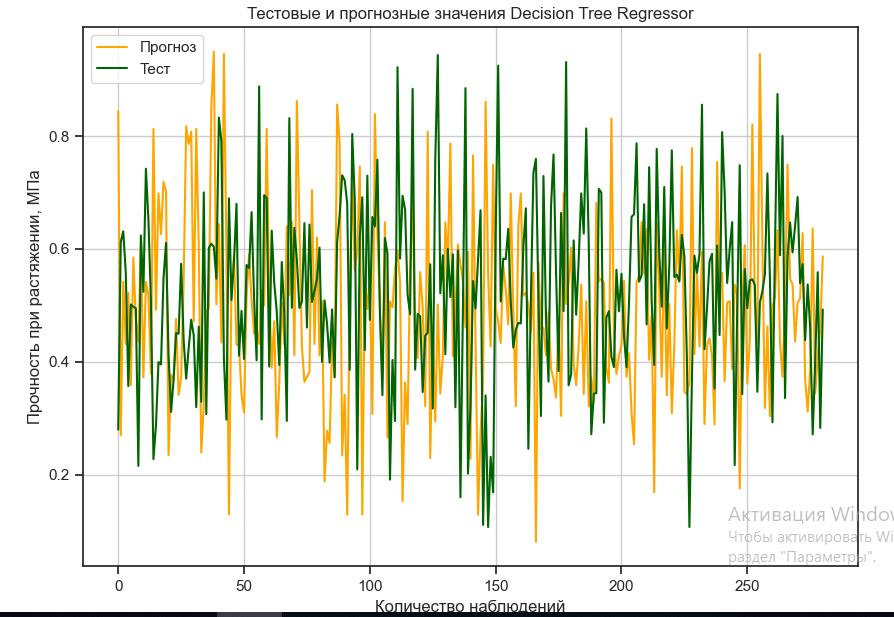 Тестовые и прогнозные значения Decision Tree Regressor
Прогноз
Тест
Прочность при растяжении, МПа
0.8
0.6
0.4
0.2
0
50
100
150
200
250
Количество наблюдений
Активация Window
Чтобы активировать Wi
раздел "Параметры".